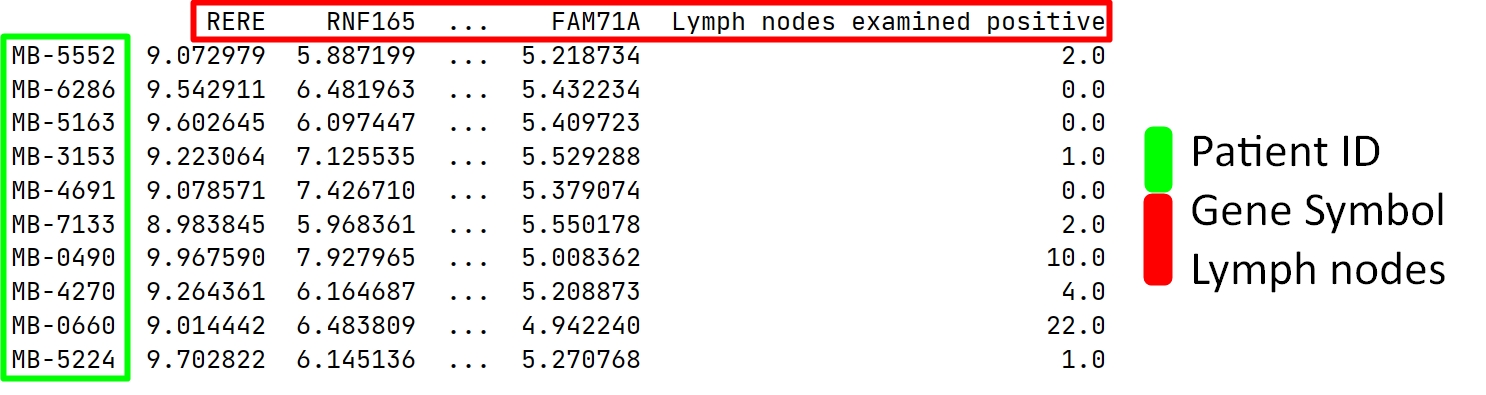 RERE RNF165 ... FAM71A Lymph nodes examined positive
MB-5552 9.072979 5.887199 ... 5.218734 2.0
MB-6286 9.542911 6.481963 ... 5.432234 0.0
MB-5163 9.602645 6.097447 ... 5.409723 0.0
MB-3153 9.223064 7.125535 ... 5.529288 1.0
MB-4691 9.078571 7.426710 ... 5.379074 0.0
MB-7133 8.983845 5.968361 ... 5.550178 2.0
MB-0490 9.967590 7.927965 ... 5.008362 10.0
MB-4270 9.264361 6.164687 ... 5.208873 4.0
MB-0660 9.014442 6.483809 ... 4.942240 22.0
MB-5224 9.702822 6.145136 ... 5.270768 1.0
Patient ID
Gene Symbol
Lymph nodes